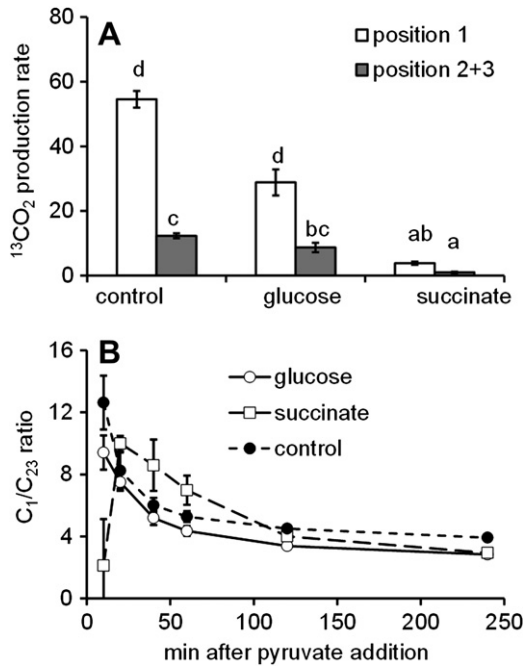 80
A
position 1
position 2+3
60
40
20
0
¹³CO₂ production rate
d
c
d
bc
ab
a
control
glucose
succinate
B
16
12
8
4
0
C₁/C₂₃ ratio
glucose
succinate
control
0
50
100
150
200
250
min after pyruvate addition